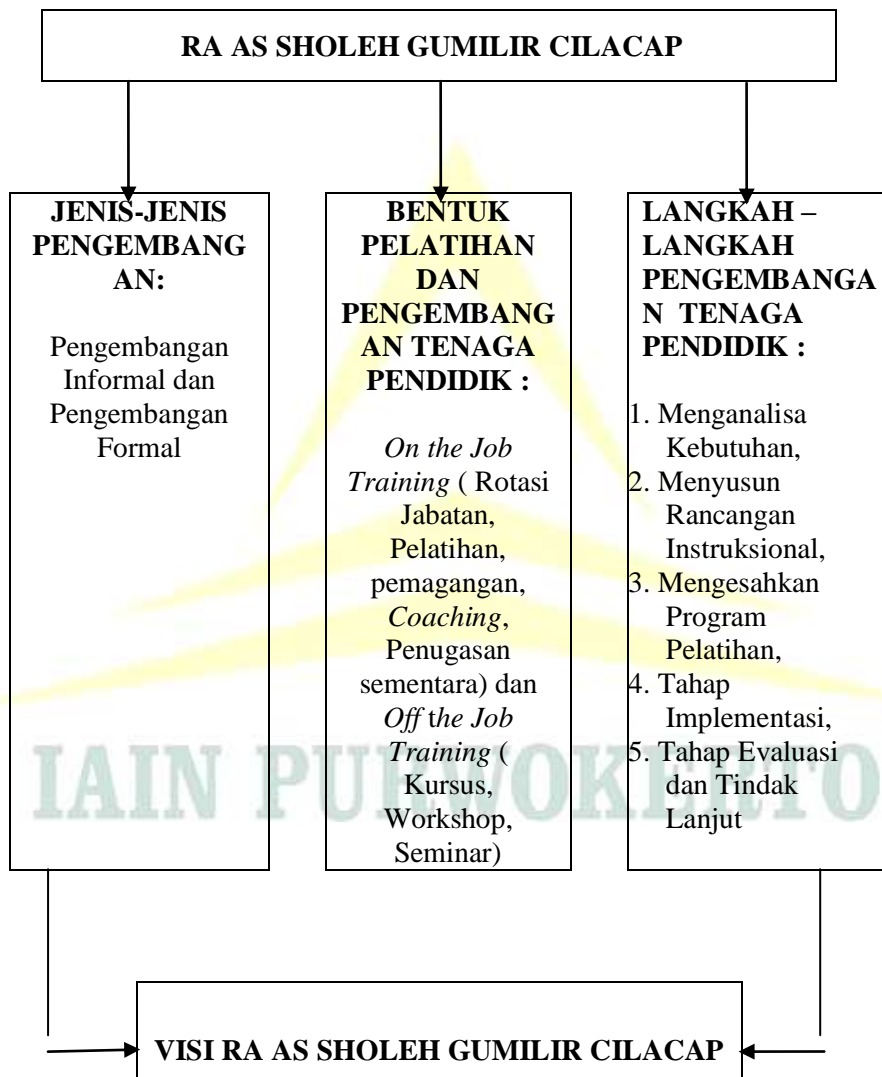 RA AS SHOLEH GUMILIR CILACAP
JENIS-JENIS
PENGEMBANG
AN:
Pengembangan
Informal dan
Pengembangan
Formal
BENTUK
PELATIHAN
DAN
PENGEMBANG
AN TENAGA
PENDIDIK :
On the Job
Training ( Rotasi
Jabatan,
Pelatihan,
pemagangan,
Coaching,
Penugasan
sementara) dan
Off the Job
Training (
Kursus,
Workshop,
Seminar)
LANGKAH –
LANGKAH
PENGEMBANGA
N TENAGA
PENDIDIK :
1. Menganalisa
Kebutuhan,
2. Menyusun
Rancangan
Instruksional,
3. Mengesahkan
Program
Pelatihan,
4. Tahap
Implementasi,
5. Tahap Evaluasi
dan Tindak
Lanjut
IAIN PURWOKERTO
VISI RA AS SHOLEH GUMILIR CILACAP